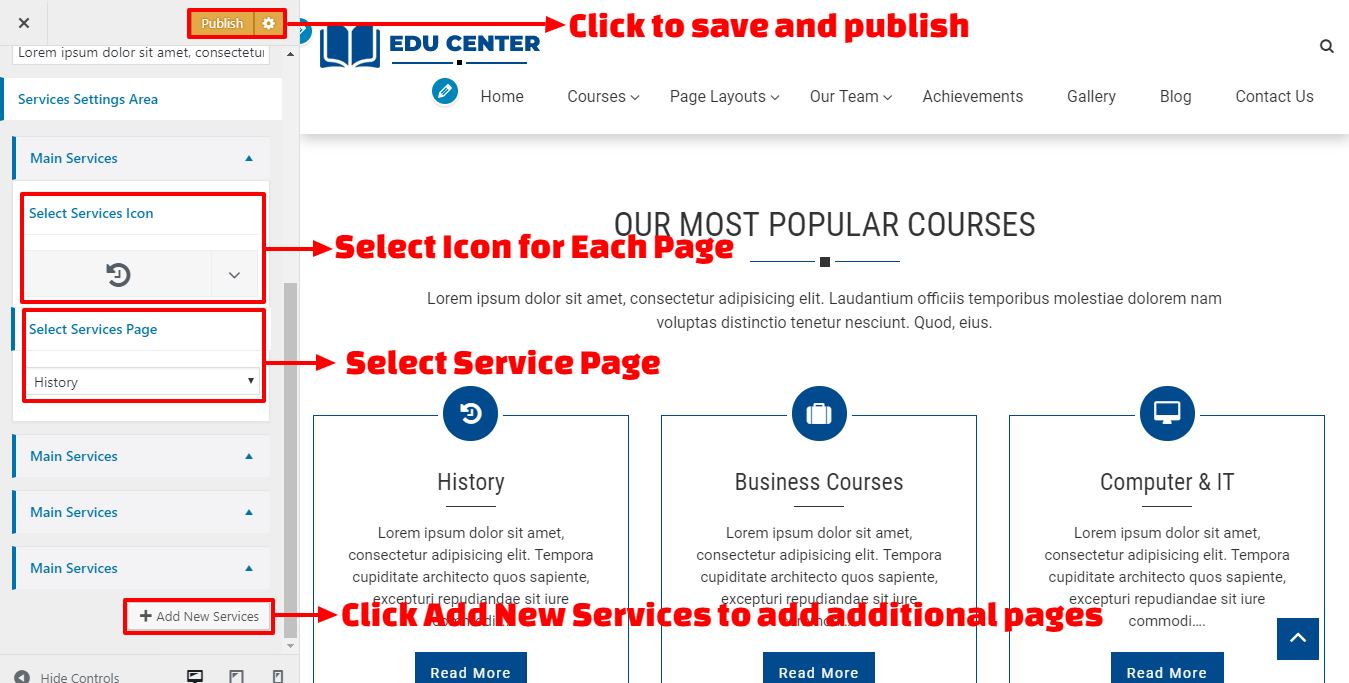 Publish
Click to save and publish
Lorem ipsum dolor sit amet, consectetur
EDU CENTER
Services Settings Area
Home Courses Page Layouts Our Team Achievements Gallery Blog Contact Us
Main Services
Select Services Icon
OUR MOST POPULAR COURSES
Select Icon for Each Page
Lorem ipsum dolor sit amet, consectetur adipisicing elit. Laudantium officiis temporibus molestiae dolorem nam
voluptas distinctio tenetur nesciunt. Quod, eius.
Select Services Page
Select Service Page
History
Main Services
Main Services
Main Services
Add New Services
Click Add New Services to add additional pages
Hide Controls
History
Lorem ipsum dolor sit amet,
consectetur adipisicing elit. Tempora
cupiditate architecto quos sapiente,
excepturi repudiandae sit iure
Read More
Business Courses
Lorem ipsum dolor sit amet,
consectetur adipisicing elit. Tempora
cupiditate architecto quos sapiente,
excepturi repudiandae sit iure
Read More
Computer & IT
Lorem ipsum dolor sit amet,
consectetur adipisicing elit. Tempora
cupiditate architecto quos sapiente,
excepturi repudiandae sit iure
commodi....
Read More